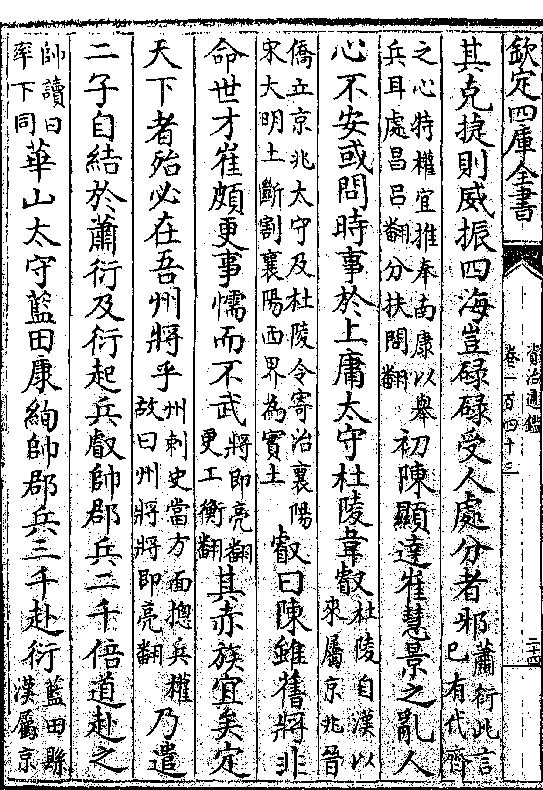 欽定四庫全書
資治通鑑
卷一百四十三
二十四
其克捷則威振四海豈碌碌受人處分者邪蕭衍此言
已有代齊
之心特權宜推奉南康以舉
兵耳處昌呂翻分扶問翻
初陳顯達崔慧景之亂人
心不安或問時事於上庸太守杜陵韋叡杜陵自漢以
來屬京兆晉
僑立京兆太守及杜陵令寄治襄陽
宋大明土斷割襄陽西界為實土
叡曰陳雖舊將非
命世才崔頗更事懦而不武將即亮翻
更工衡翻
其赤族宜矣定
天下者殆必在吾州將乎州刺史當方面揔兵權
故曰州將將即亮翻
乃遣
二子自結於蕭衍及衍起兵叡帥郡兵二千倍道赴之
帥讀曰
率下同
華山太守藍田康絢帥郡兵三千赴衍藍田縣
漢屬京